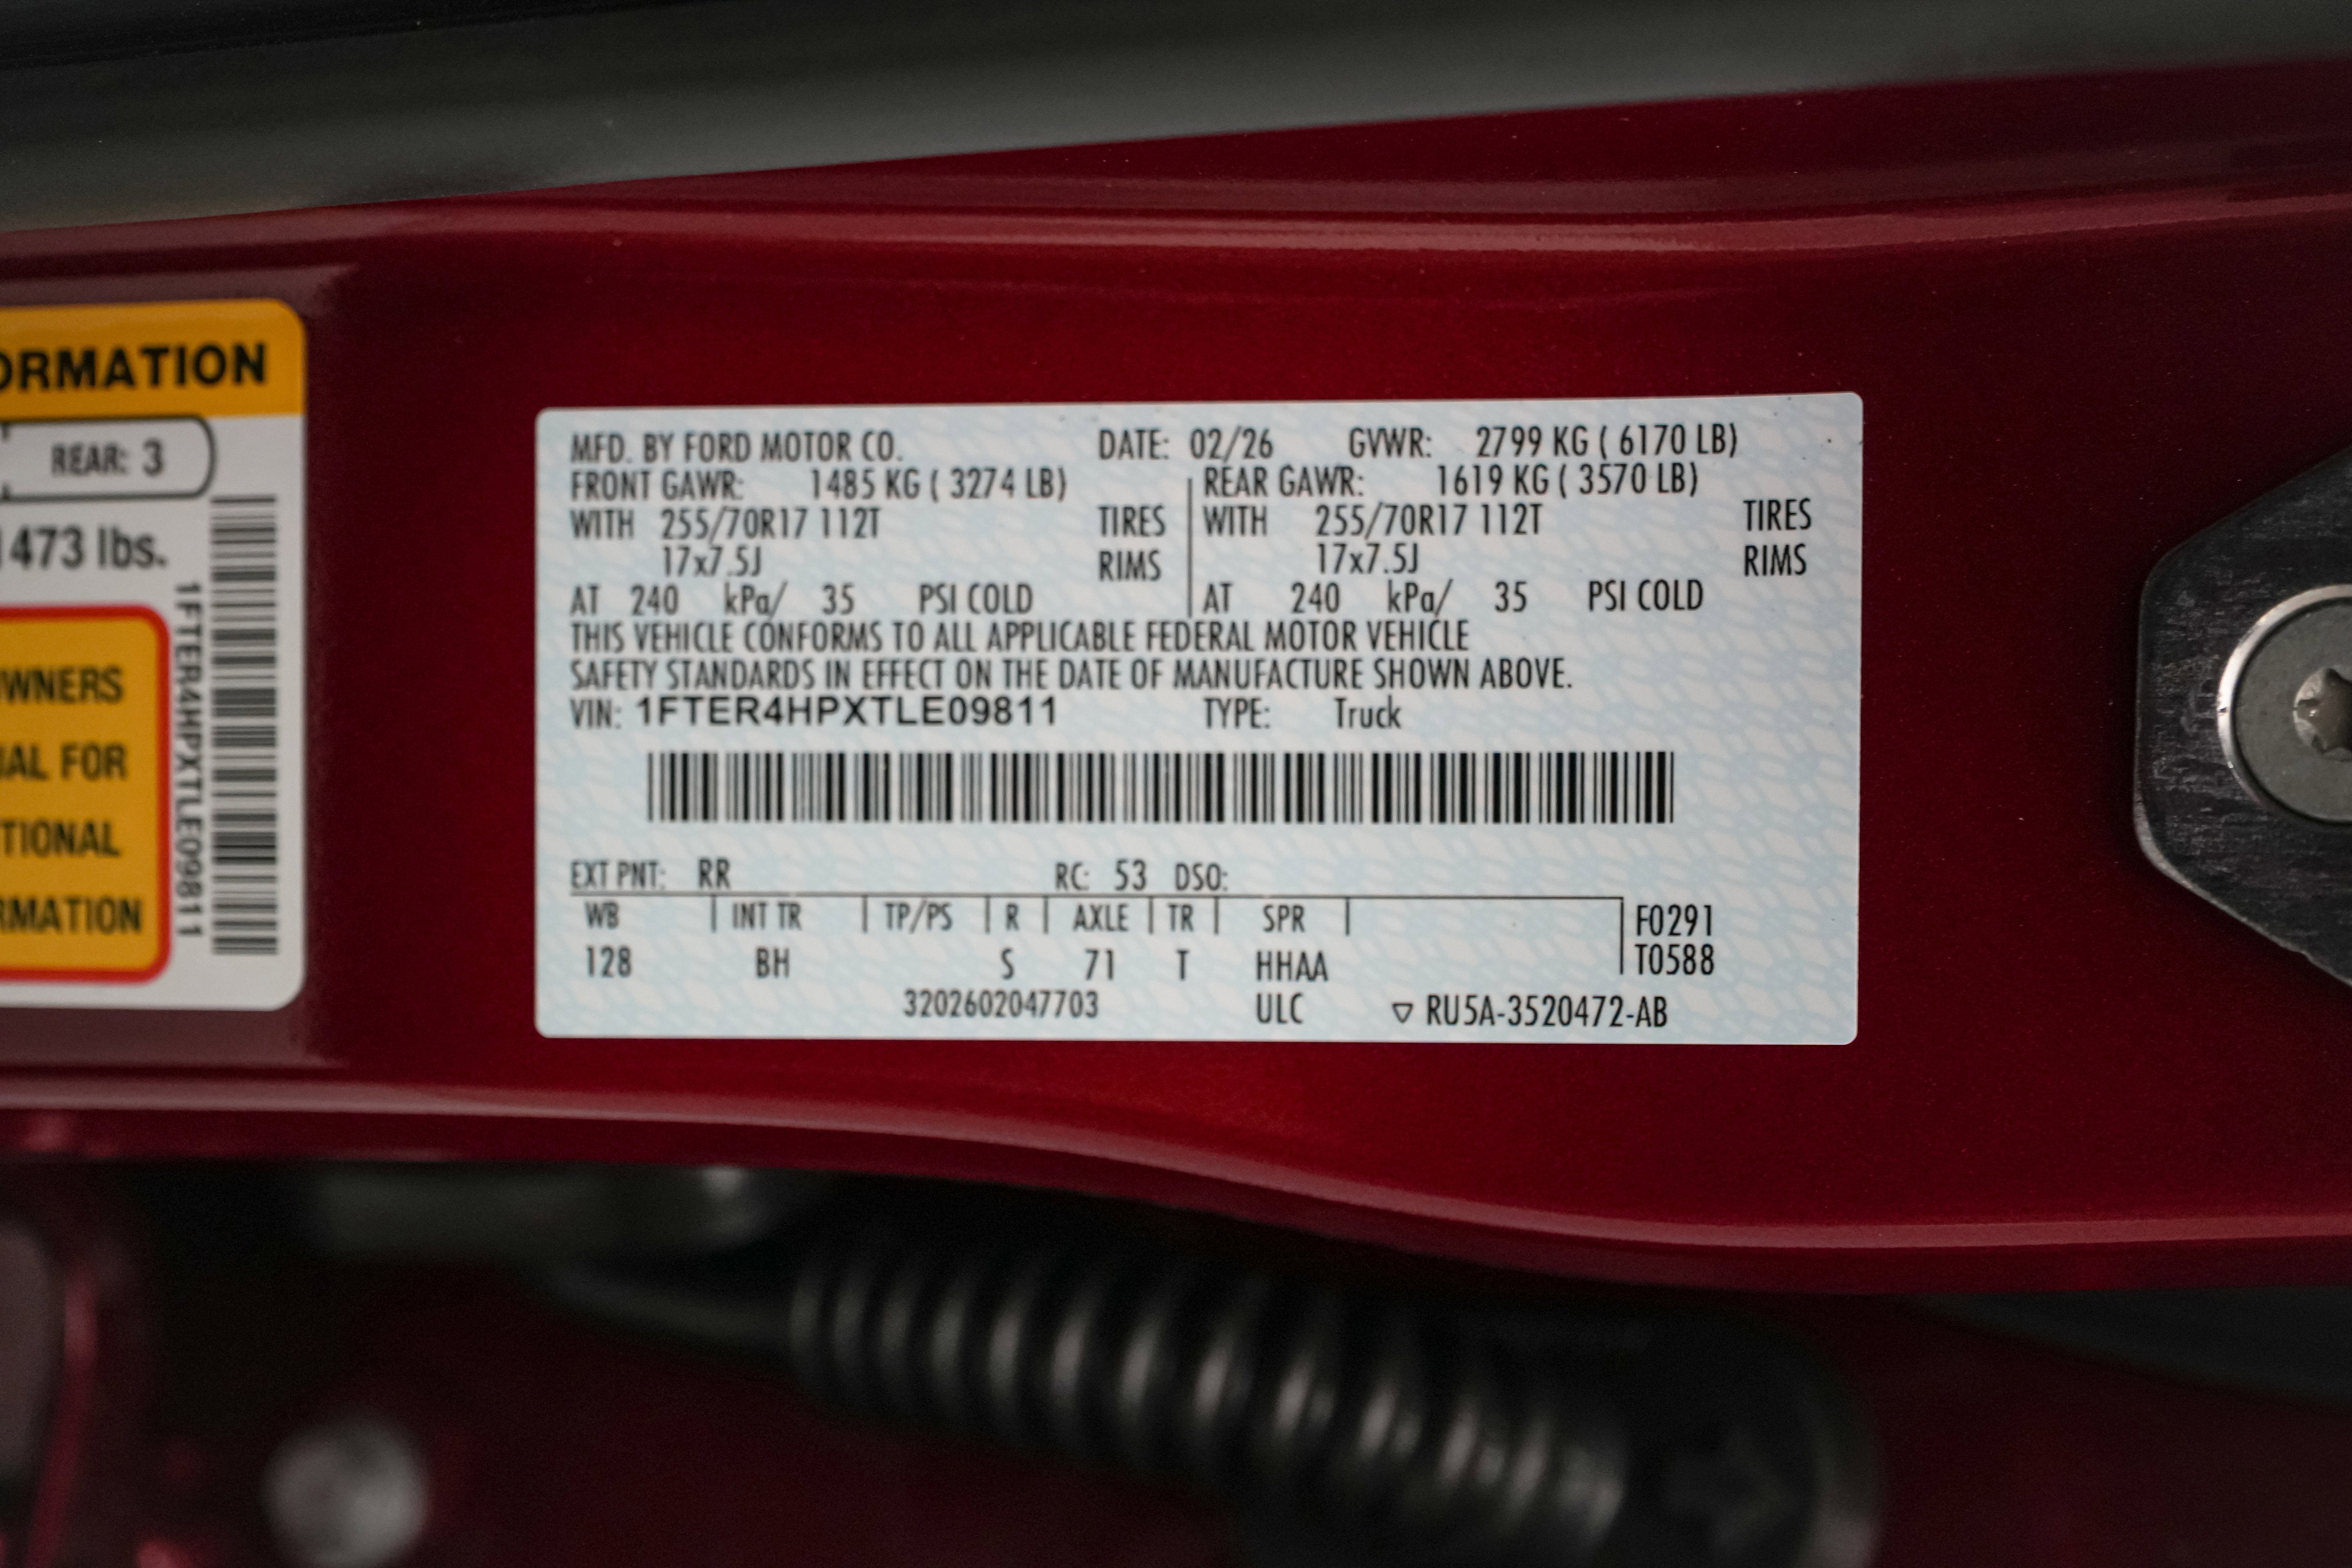 ORMATION
REAR: 3
1473 lbs.
WNERS
AL FOR
TIONAL
RMATION
1FTER4HPXTLE09811
MFD. BY FORD MOTOR CO. DATE: 02/26 GVWR: 2799 KG ( 6170 LB)
FRONT GAWR: 1485 KG ( 3274 LB) REAR GAWR: 1619 KG ( 3570 LB)
WITH 255/70R17 112T TIRES WITH 255/70R17 112T TIRES
17x7.5J RIMS 17x7.5J RIMS
AT 240 kPa/ 35 PSI COLD AT 240 kPa/ 35 PSI COLD
THIS VEHICLE CONFORMS TO ALL APPLICABLE FEDERAL MOTOR VEHICLE
SAFETY STANDARDS IN EFFECT ON THE DATE OF MANUFACTURE SHOWN ABOVE.
VIN: 1FTER4HPXTLE09811 TYPE: Truck
EXT PNT: RR RC: 53 DSO:
WB INT TR TP/PS R AXLE TR SPR F0291
128 BH S 71 T HHAA T0588
3202602047703 ULC ▽ RU5A-3520472-AB